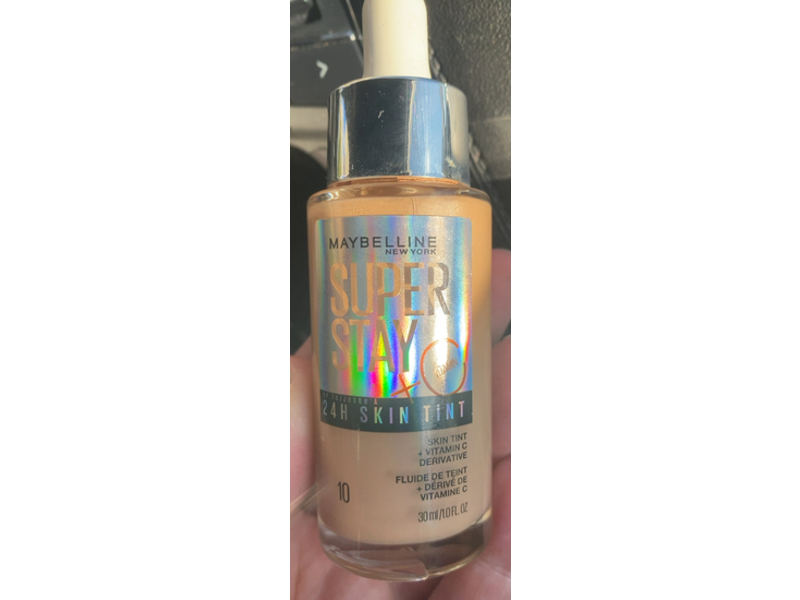 MAYBELLINE
NEW YORK
SUPER
STAY
24H SKIN TINT
SKIN TINT
+ VITAMIN C
DERIVATIVE
FLUIDE DE TEINT
+ DÉRIVÉ DE
VITAMINE C
10
30 ml/1.0 FL. OZ